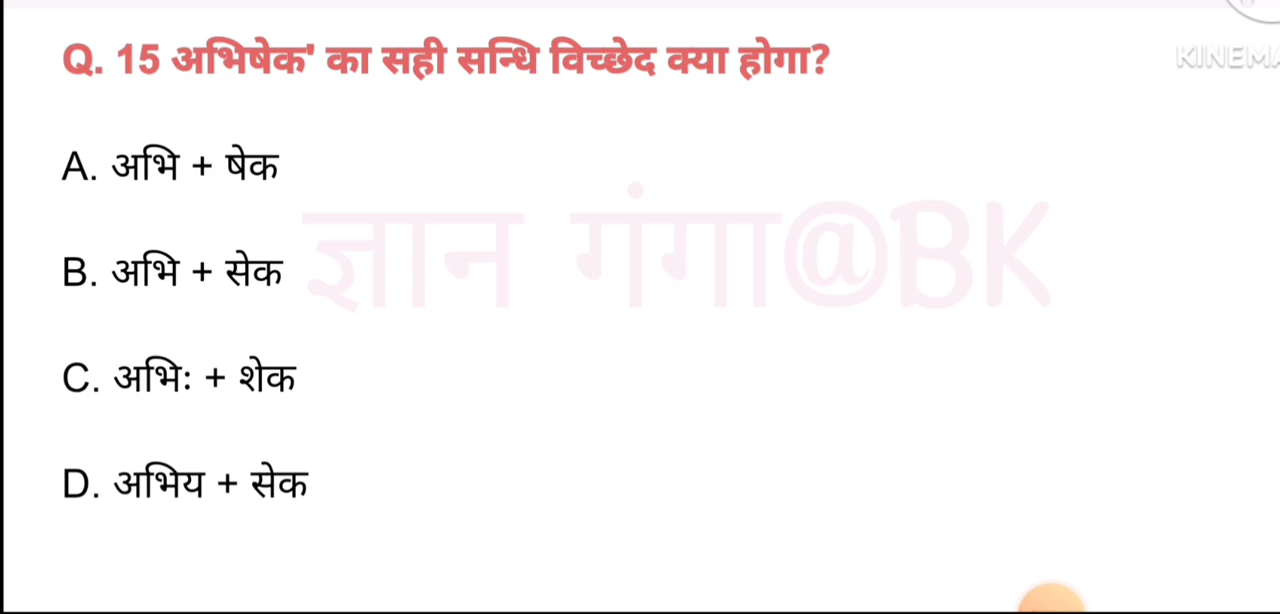 Q. 15 अभिषेक' का सही सन्धि विच्छेद क्या होगा?
KINEMA
A. अभि + षेक
B. अभि + सेक
ज्ञान गंगा@BK
C. अभिः + शेक
D. अभिय + सेक